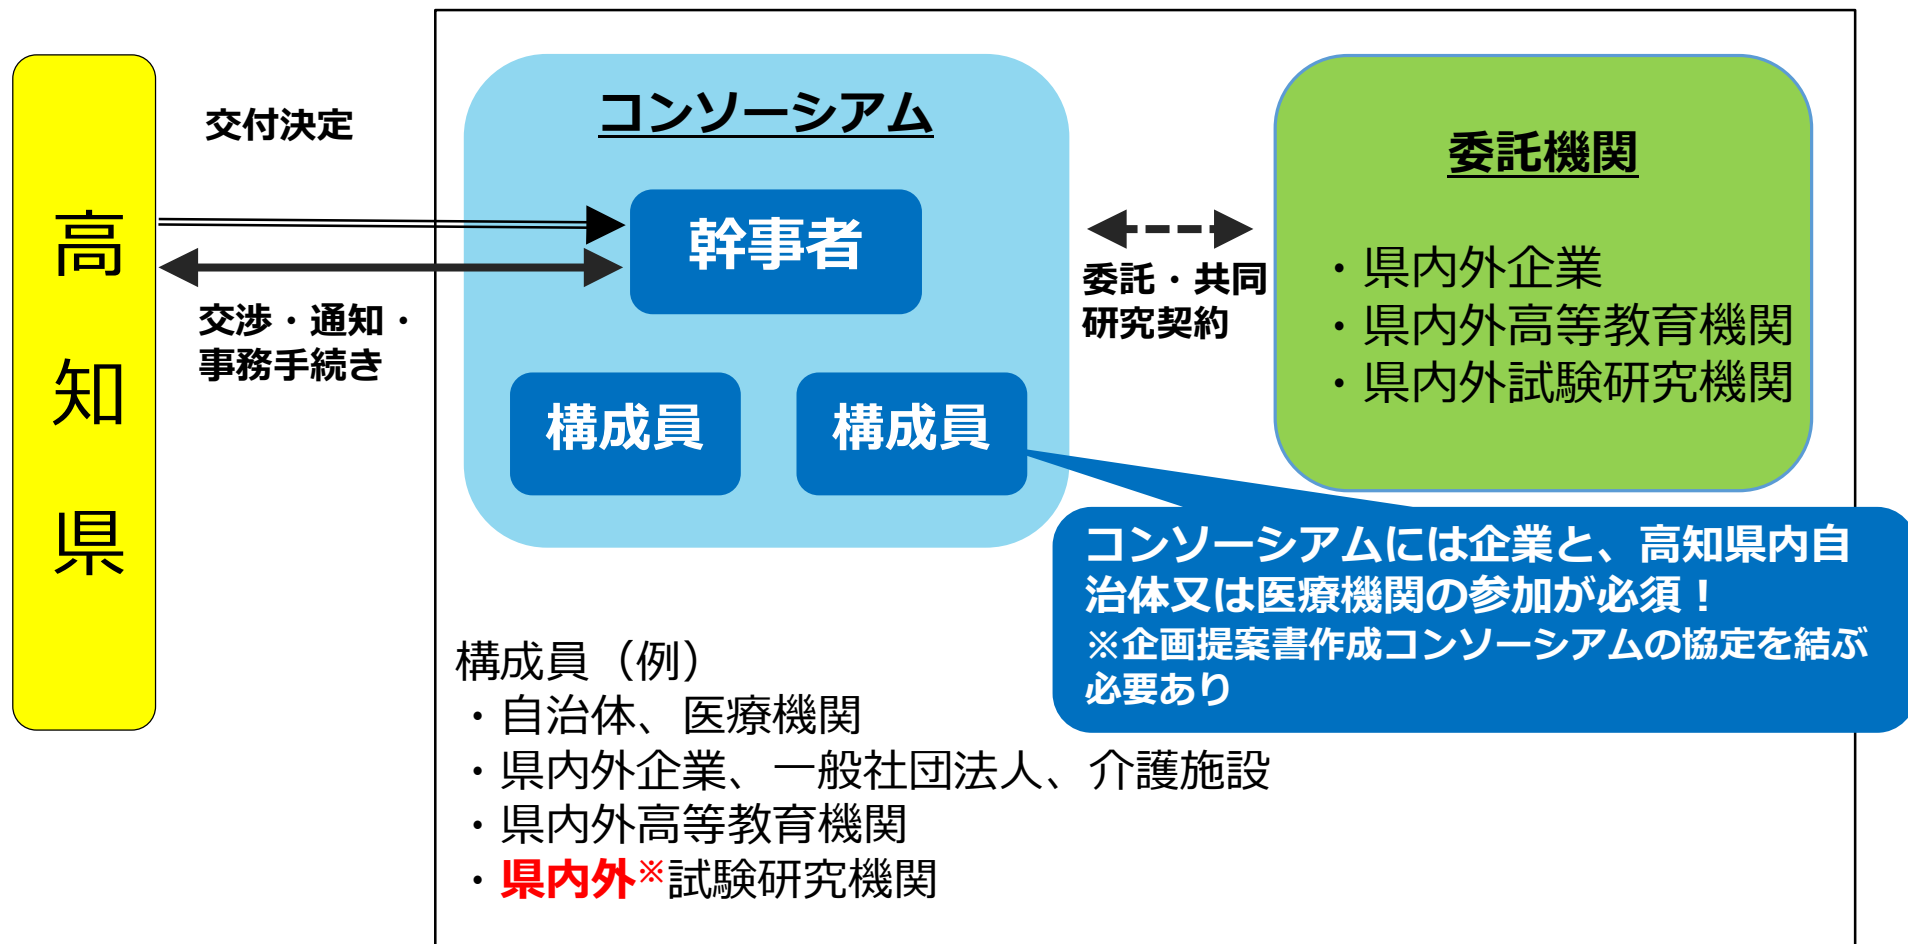 高知県
交付決定
交渉・通知・
事務手続き
コンソーシアム
幹事者
構成員
構成員
委託・共同
研究契約
委託機関
・県内外企業
・県内外高等教育機関
・県内外試験研究機関
コンソーシアムには企業と、高知県内自
治体又は医療機関の参加が必須！
※企画提案書作成コンソーシアムの協定を結ぶ
必要あり
構成員（例）
・自治体、医療機関
・県内外企業、一般社団法人、介護施設
・県内外高等教育機関
・県内外※試験研究機関